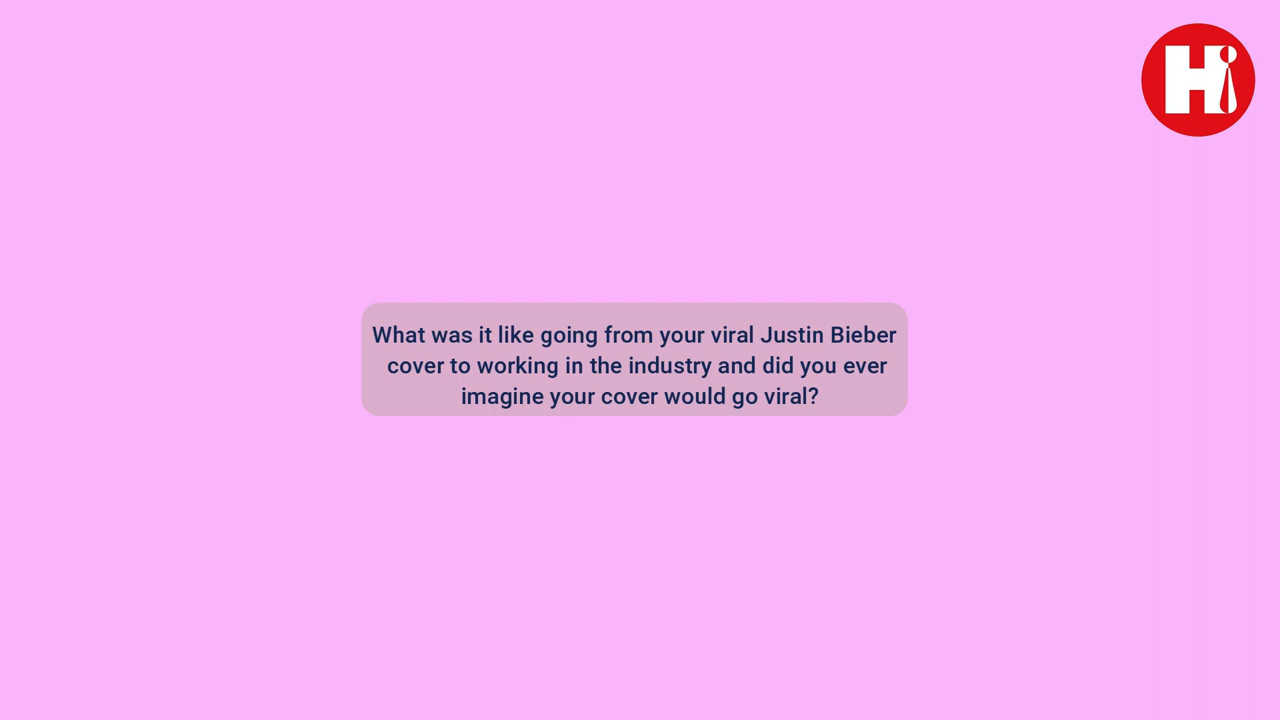 Hi
What was it like going from your viral Justin Bieber
cover to working in the industry and did you ever
imagine your cover would go viral?